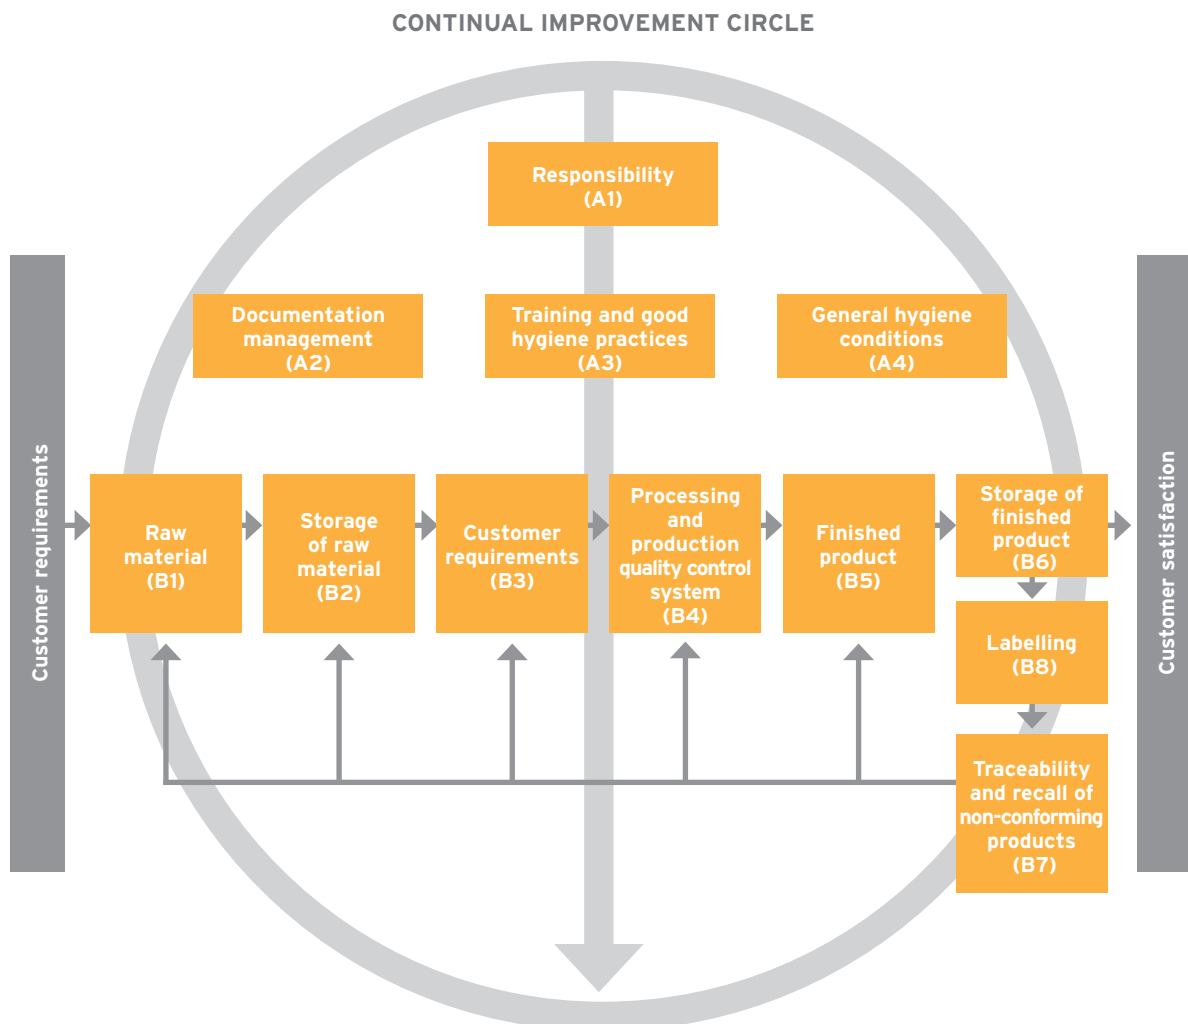 CONTINUAL IMPROVEMENT CIRCLE
Responsibility
(A1)
Documentation
management
(A2)
Training and good
hygiene practices
(A3)
General hygiene
conditions
(A4)
Customer requirements
Raw
material
(B1)
Storage
of raw
material
(B2)
Customer
requirements
(B3)
Processing
and
production
quality control
system
(B4)
Finished
product
(B5)
Storage of
finished
product
(B6)
Labelling
(B8)
Traceability
and recall of
non-conforming
products
(B7)
Customer satisfaction